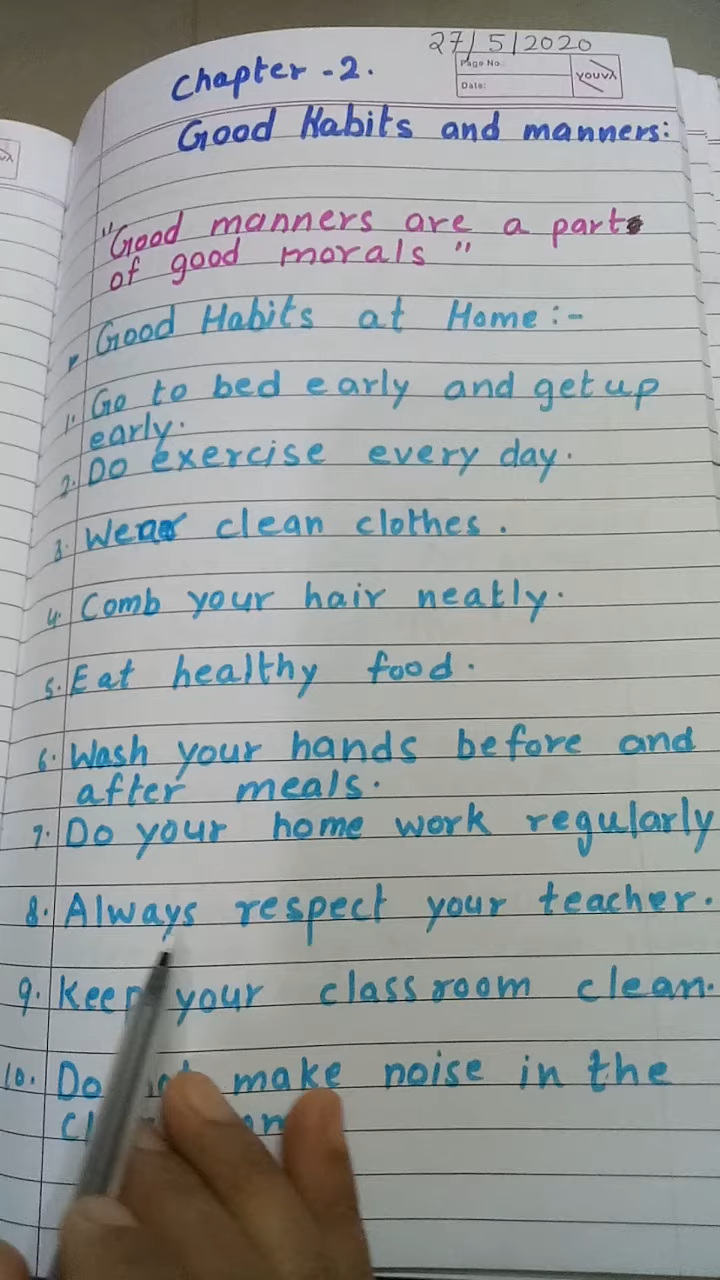 27/5/2020
Page No.
Date:
YOUVA
Chapter - 2.
Good Habits and manners:
"Good manners are a part
of good morals"
Good Habits at Home:-
1. Go to bed early and get up
early.
2. Do exercise every day.
3. Wear clean clothes.
4. Comb your hair neatly.
5. Eat healthy food.
6. Wash your hands before and
after meals.
7. Do your home work regularly
8. Always respect your teacher.
9. Keep your classroom clean.
10. Do make noise in the